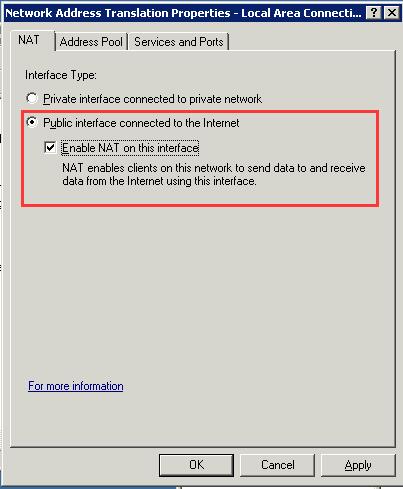 Network Address Translation Properties - Local Area Connecti...
NAT
Address Pool
Services and Ports
Interface Type:
Private interface connected to private network
Public interface connected to the Internet
Enable NAT on this interface
NAT enables clients on this network to send data to and receive
data from the Internet using this interface.
For more information
OK
Cancel
Apply